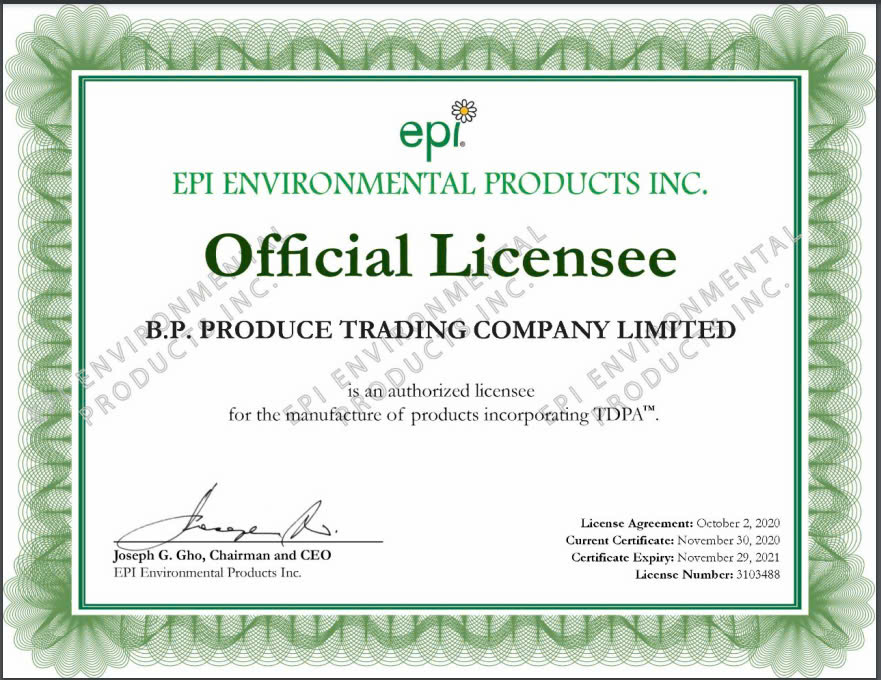 epi®
EPI ENVIRONMENTAL PRODUCTS INC.
Official Licensee
EPI ENVIRONMENTAL
PRODUCTS INC.
EPI ENVIRONMENTAL
PRODUCTS INC.
EPI ENVIRONMENTAL
PRODUCTS INC.
B.P. PRODUCE TRADING COMPANY LIMITED
is an authorized licensee
for the manufacture of products incorporating TDPA™.
Joseph G. Gho, Chairman and CEO
EPI Environmental Products Inc.
License Agreement: October 2, 2020
Current Certificate: November 30, 2020
Certificate Expiry: November 29, 2021
License Number: 3103488